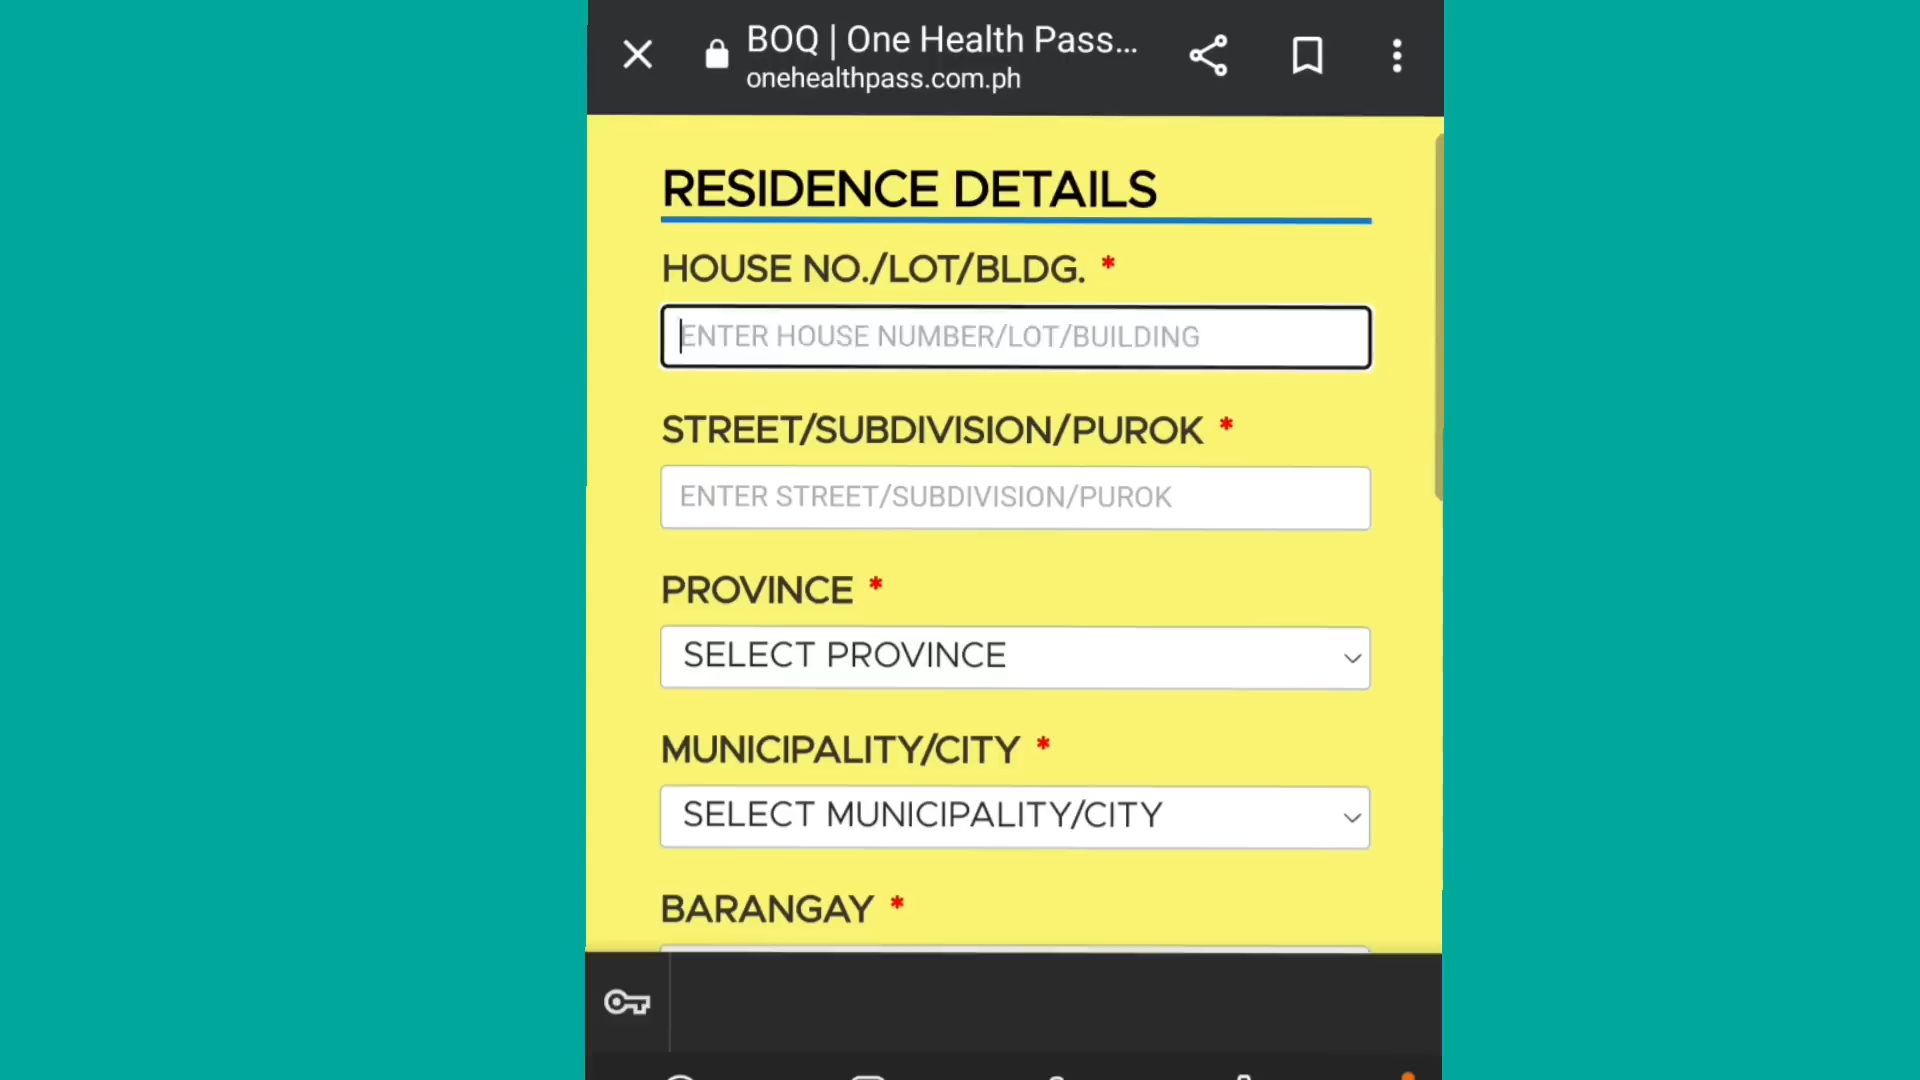 BOQ | One Health Pass...
onehealthpass.com.ph
RESIDENCE DETAILS
HOUSE NO./LOT/BLDG. *
ENTER HOUSE NUMBER/LOT/BUILDING
STREET/SUBDIVISION/PUROK *
ENTER STREET/SUBDIVISION/PUROK
PROVINCE *
SELECT PROVINCE
MUNICIPALITY/CITY *
SELECT MUNICIPALITY/CITY
BARANGAY *